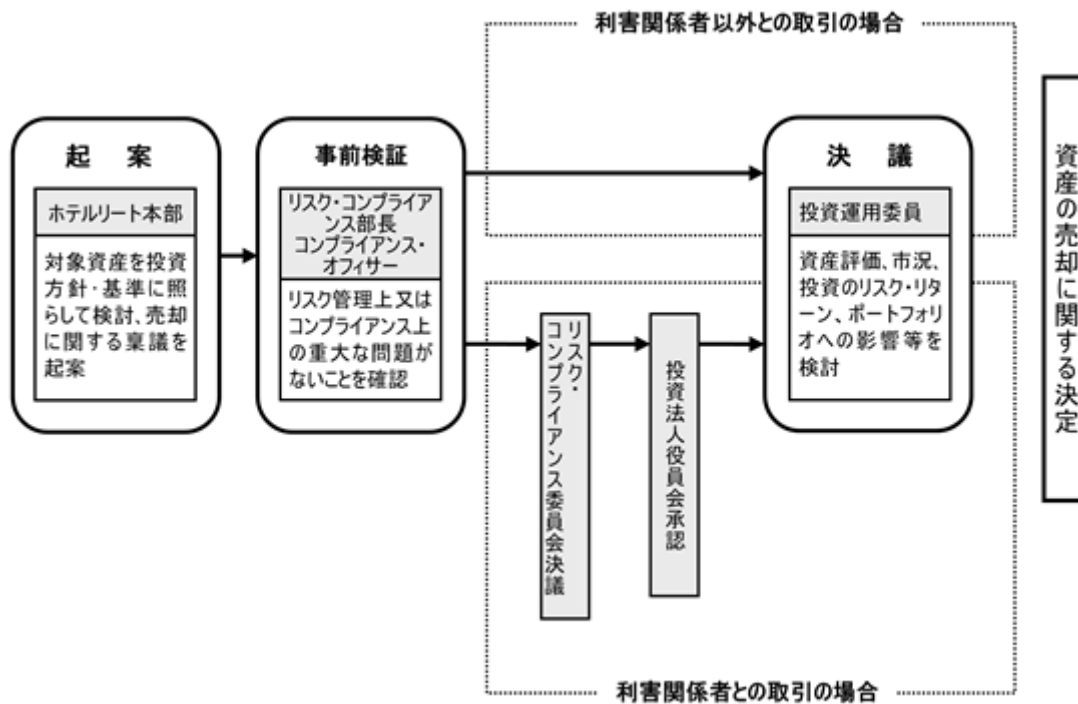 利害関係者以外との取引の場合
起　案
ホテルリート本部
対象資産を投資
方針・基準に照
らして検討、売却
に関する稟議を
起案
事前検証
リスク・コンプライア
ンス部長
コンプライアンス・
オフィサー
リスク管理上又は
コンプライアンス上
の重大な問題が
ないことを確認
リスク・
コンプライアンス委員会決議
投資法人役員会承認
決　議
投資運用委員
資産評価、市況、
投資のリスク・リタ
ーン、ポートフォリ
オへの影響等を
検討
資産の売却に関する決定
利害関係者との取引の場合